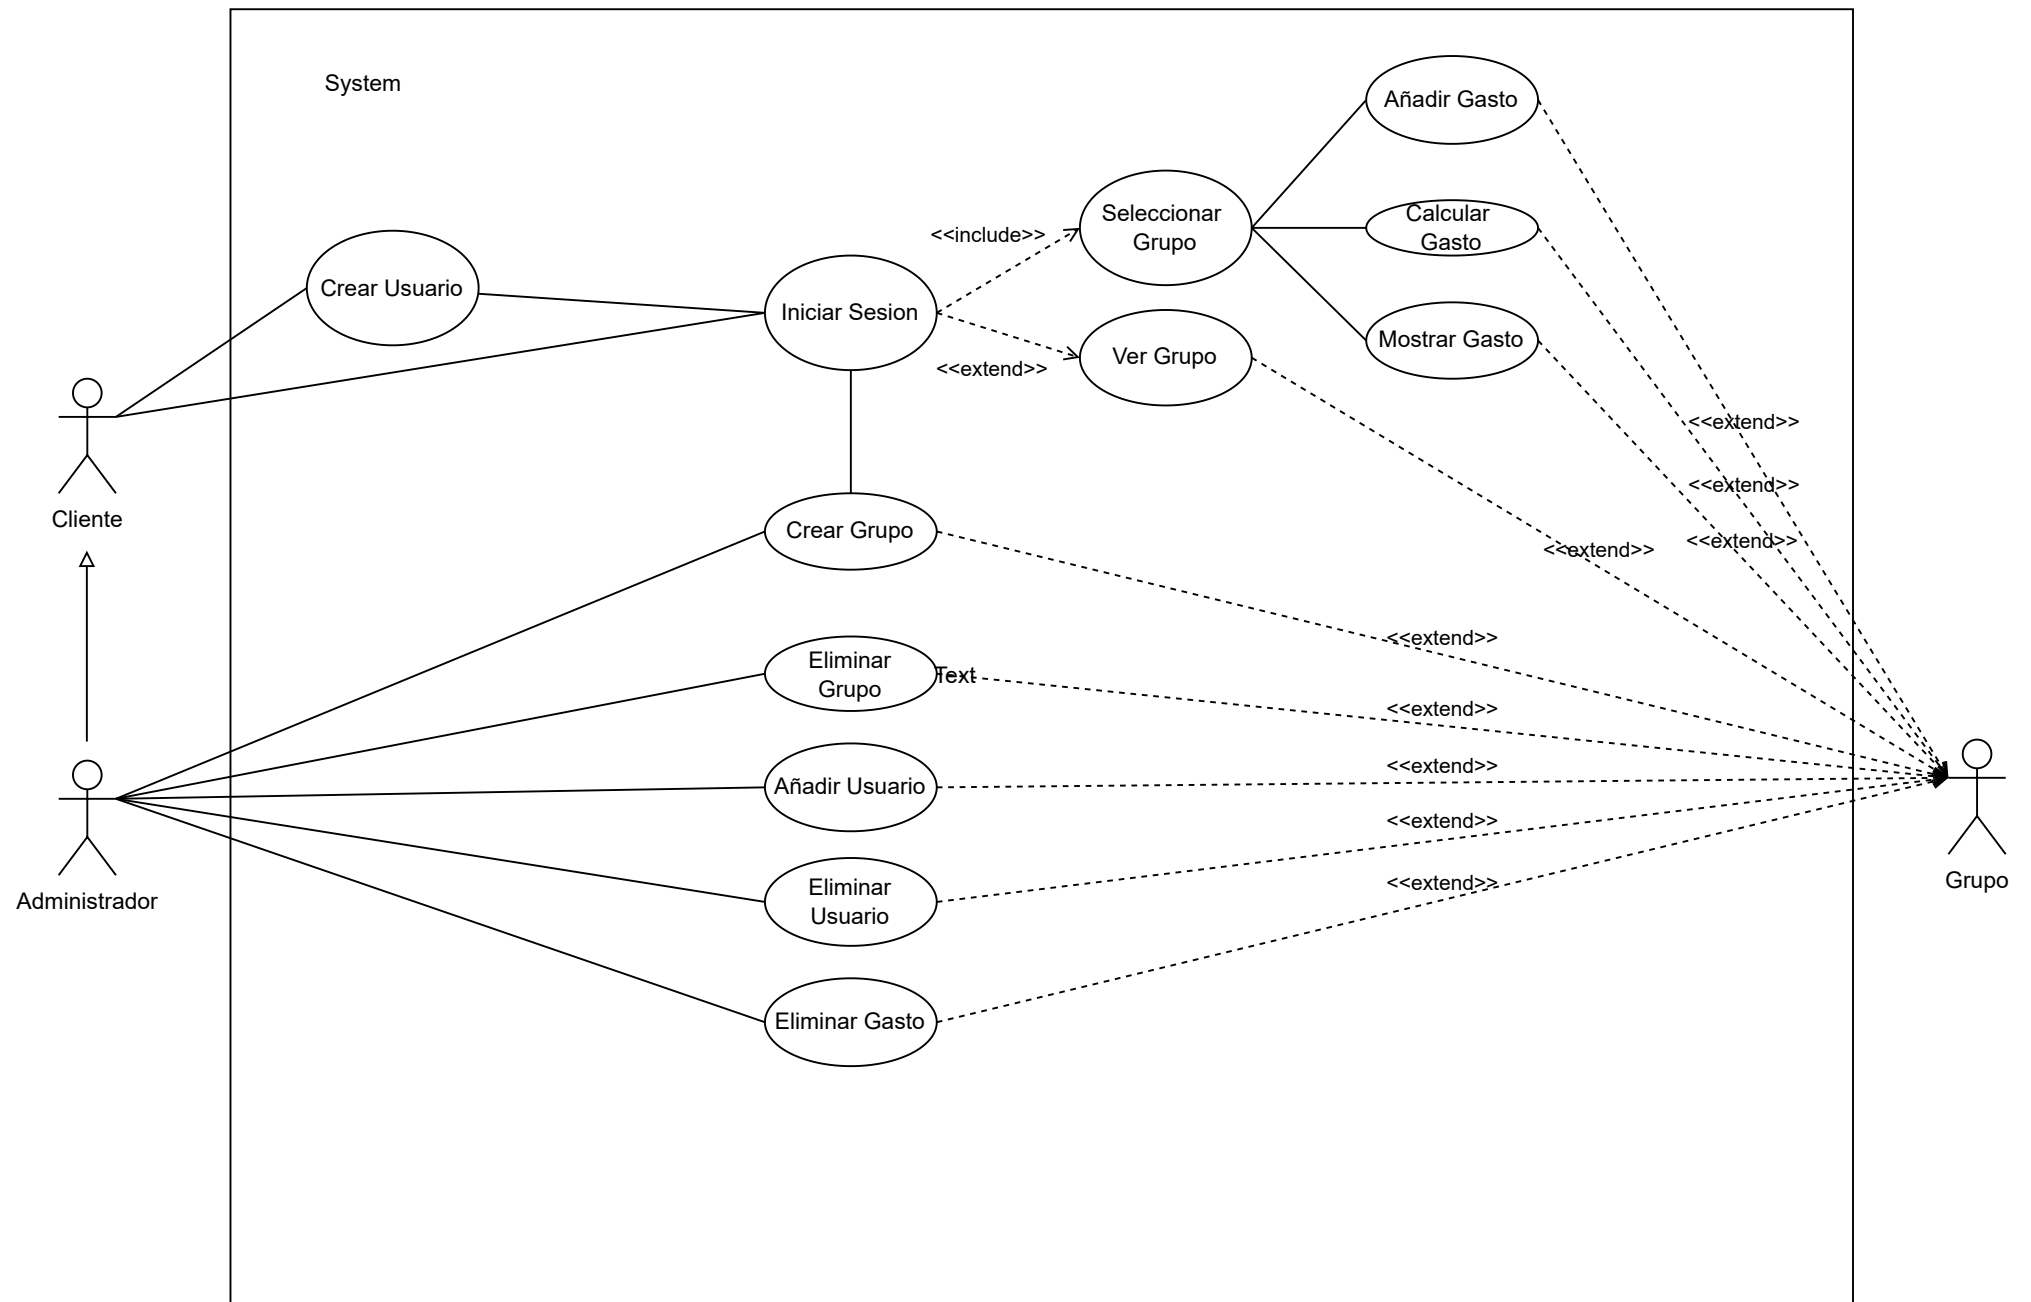 System
Añadir Gasto
Seleccionar
Grupo
Calcular
Gasto
<<include>>
Crear Usuario
Iniciar Sesion
Mostrar Gasto
Ver Grupo
<<extend>>
<<extend>>
<<extend>>
Cliente
Crear Grupo
<<extend>>
<<extend>>
<<extend>>
Eliminar
Grupo
Text
<<extend>>
Añadir Usuario
<<extend>>
<<extend>>
Eliminar
Usuario
<<extend>>
Administrador
Grupo
Eliminar Gasto